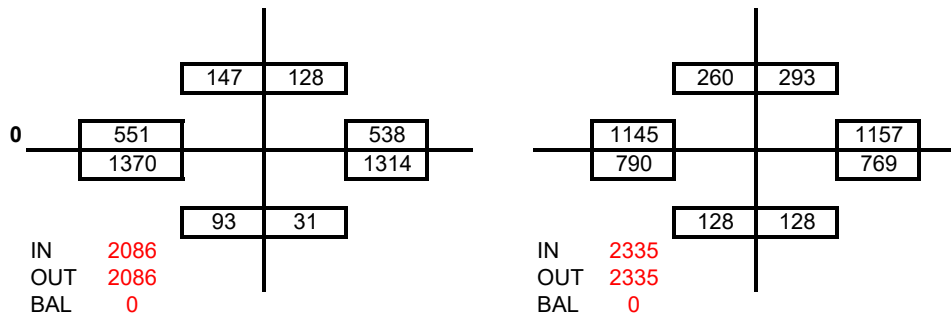 147 128 260 293
0 551 538 1145 1157
1370 1314 790 769
93 31 128 128
IN 2086 IN 2335
OUT 2086 OUT 2335
BAL 0 BAL 0